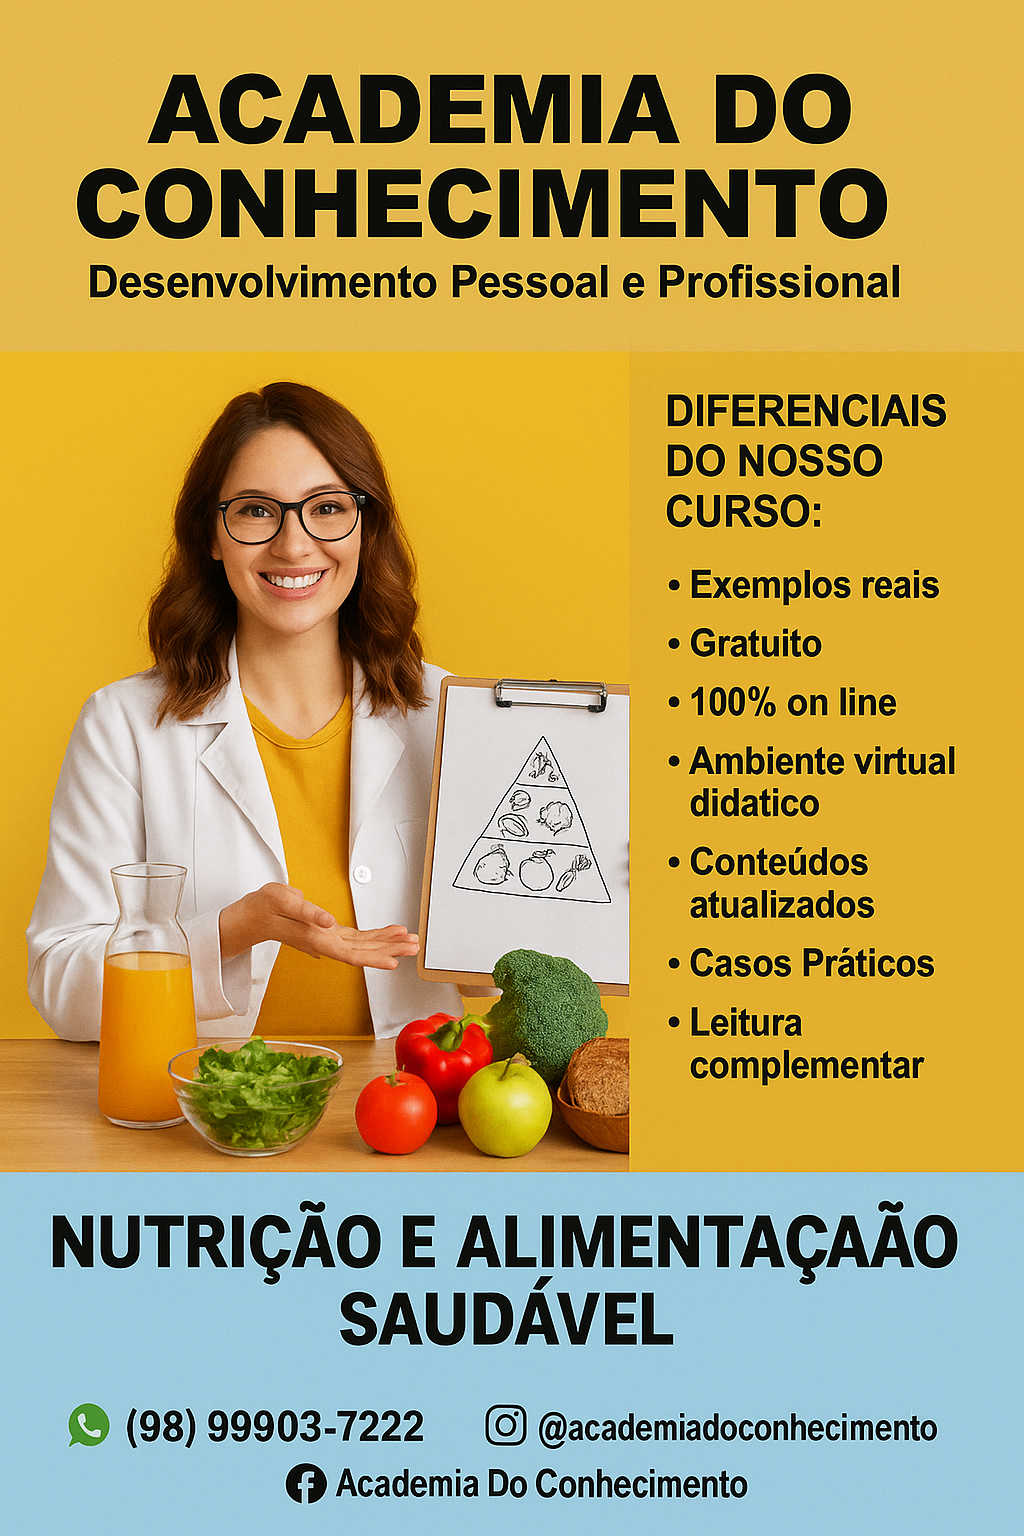 ACADEMIA DO
CONHECIMENTO
Desenvolvimento Pessoal e Profissional
DIFERENCIAIS
DO NOSSO
CURSO:
• Exemplos reais
• Gratuito
• 100% on line
• Ambiente virtual
didatico
• Conteúdos
atualizados
• Casos Práticos
• Leitura
complementar
NUTRIÇÃO E ALIMENTAÇAÃO
SAUDÁVEL
(98) 99903-7222
@academiadoconhecimento
Academia Do Conhecimento